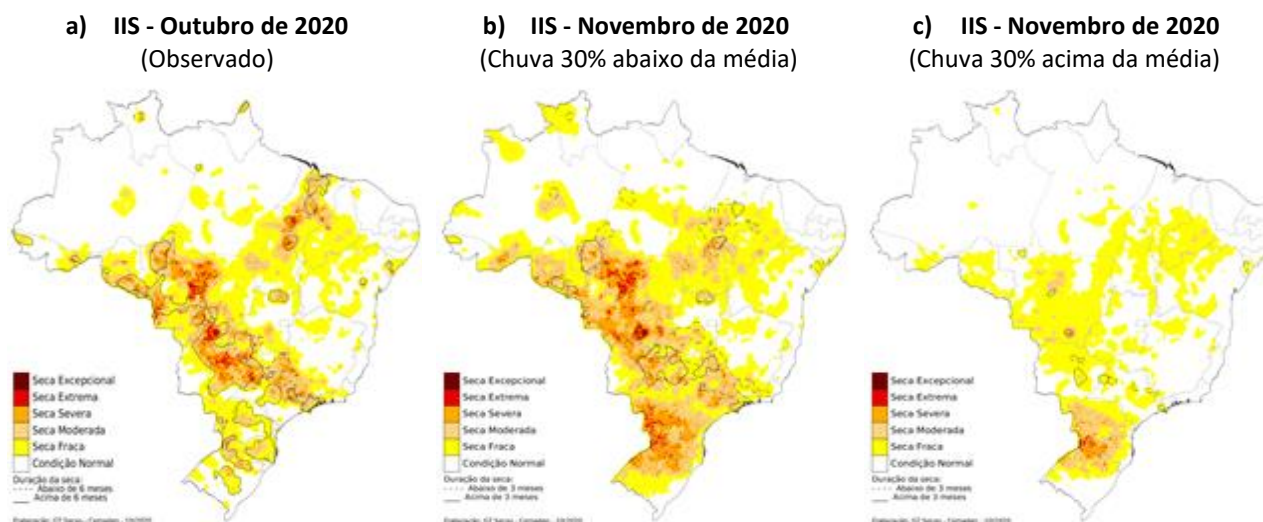 a) IIS - Outubro de 2020
(Observado)
b) IIS - Novembro de 2020
(Chuva 30% abaixo da média)
c) IIS - Novembro de 2020
(Chuva 30% acima da média)
Seca Excepcional
Seca Extrema
Seca Severa
Seca Moderada
Seca Fraca
Condição Normal
Duração da seca:
Abaixo de 6 meses
Acima de 6 meses
Seca Excepcional
Seca Extrema
Seca Severa
Seca Moderada
Seca Fraca
Condição Normal
Duração da seca:
Abaixo de 3 meses
Acima de 3 meses
Seca Excepcional
Seca Extrema
Seca Severa
Seca Moderada
Seca Fraca
Condição Normal
Duração da seca:
Abaixo de 3 meses
Acima de 3 meses